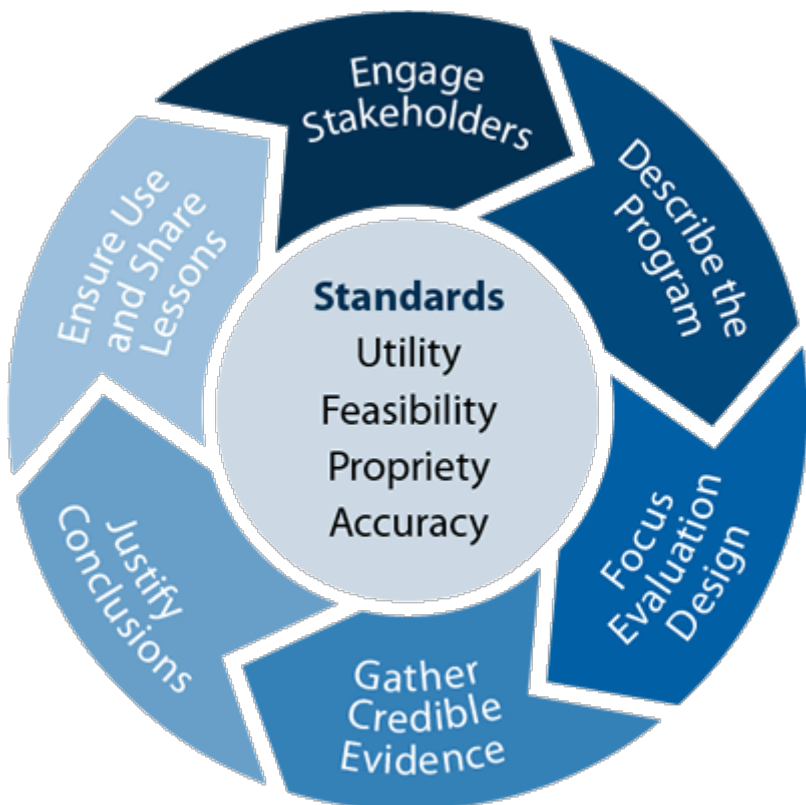 Engage
Stakeholders
Describe the
Program
Focus
Evaluation
Design
Gather
Credible
Evidence
Justify
Conclusions
Ensure Use
and Share
Lessons
Standards
Utility
Feasibility
Propriety
Accuracy